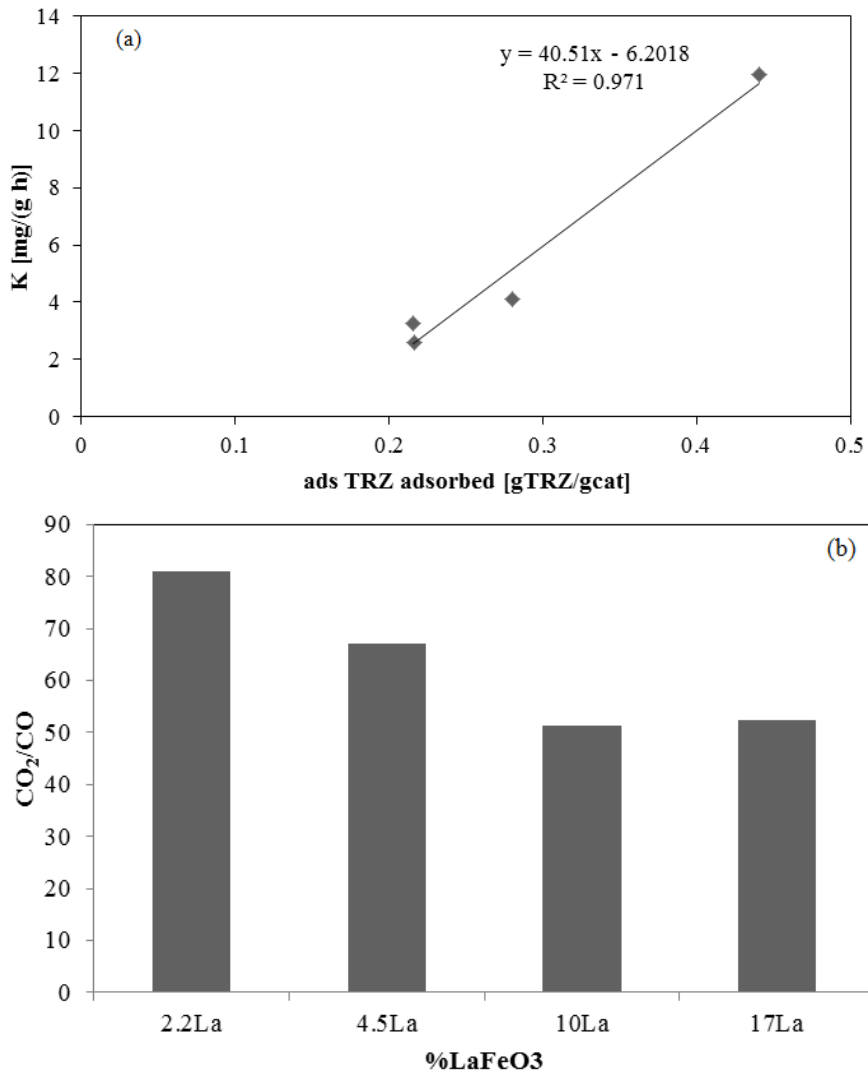 (a)
y = 40.51x - 6.2018
R² = 0.971
K [mg/(g h)]
14
12
10
8
6
4
2
0
0 0.1 0.2 0.3 0.4 0.5
ads TRZ adsorbed [gTRZ/gcat]
(b)
CO₂/CO
90
80
70
60
50
40
30
20
10
0
2.2La 4.5La 10La 17La
%LaFeO3